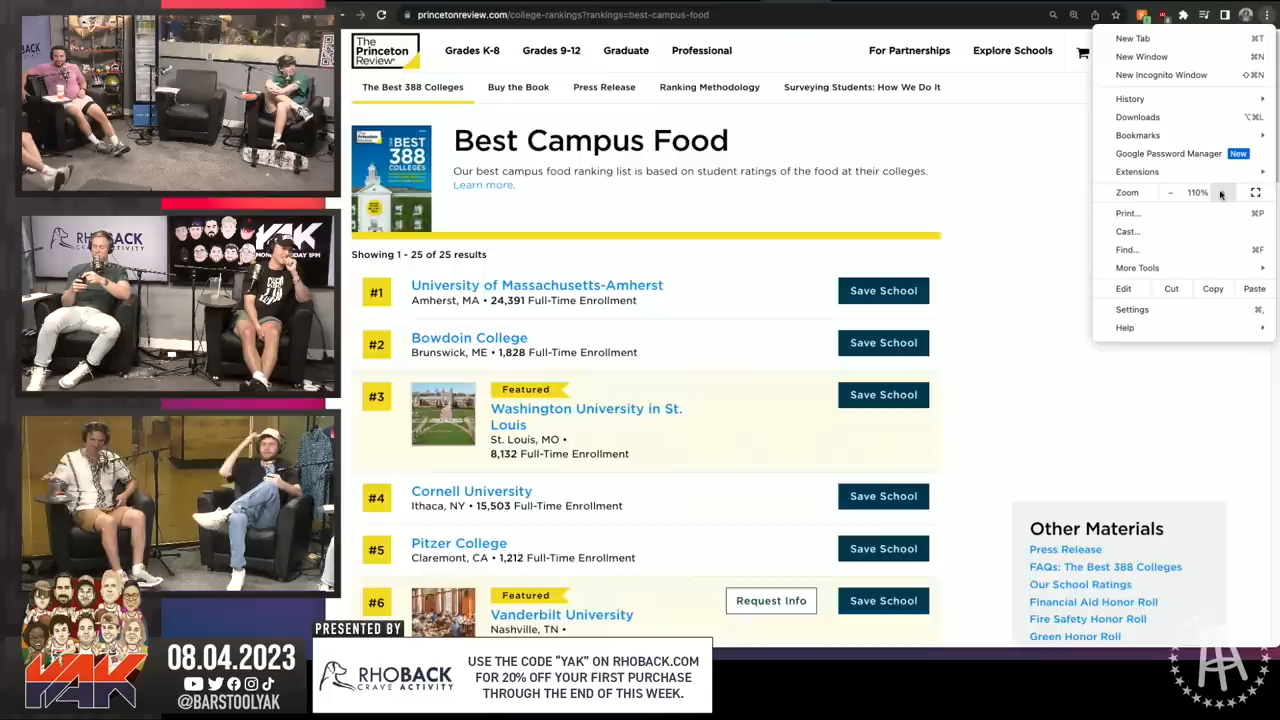 princetonreview.com/college-rankings?rankings=best-campus-food
The
Princeton
Review
Grades K-8
Grades 9-12
Graduate
Professional
For Partnerships
Explore Schools
The Best 388 Colleges
Buy the Book
Press Release
Ranking Methodology
Surveying Students: How We Do It
THE BEST
388
COLLEGES
Best Campus Food
Our best campus food ranking list is based on student ratings of the food at their colleges.
Learn more.
Showing 1 - 25 of 25 results
#1
University of Massachusetts-Amherst
Amherst, MA • 24,391 Full-Time Enrollment
Save School
#2
Bowdoin College
Brunswick, ME • 1,828 Full-Time Enrollment
Save School
#3
Featured
Washington University in St.
Louis
St. Louis, MO •
8,132 Full-Time Enrollment
Save School
#4
Cornell University
Ithaca, NY • 15,503 Full-Time Enrollment
Save School
#5
Pitzer College
Claremont, CA • 1,212 Full-Time Enrollment
Save School
#6
Featured
Vanderbilt University
Nashville, TN •
Request Info
Save School
New Tab ⌘T
New Window ⌘N
New Incognito Window ⇧⌘N
History
Downloads ⌥⌘L
Bookmarks
Google Password Manager New
Extensions
Zoom – 110%
Print... ⌘P
Cast...
Find... ⌘F
More Tools
Edit Cut Copy Paste
Settings ⌘,
Help
Other Materials
Press Release
FAQs: The Best 388 Colleges
Our School Ratings
Financial Aid Honor Roll
Fire Safety Honor Roll
Green Honor Roll
BACK
RHOBACK
CRAVE ACTIVITY
YAK
YAK
08.04.2023
@BARSTOOLYAK
PRESENTED BY
RHOBACK
CRAVE ACTIVITY
USE THE CODE “YAK” ON RHOBACK.COM
FOR 20% OFF YOUR FIRST PURCHASE
THROUGH THE END OF THIS WEEK.